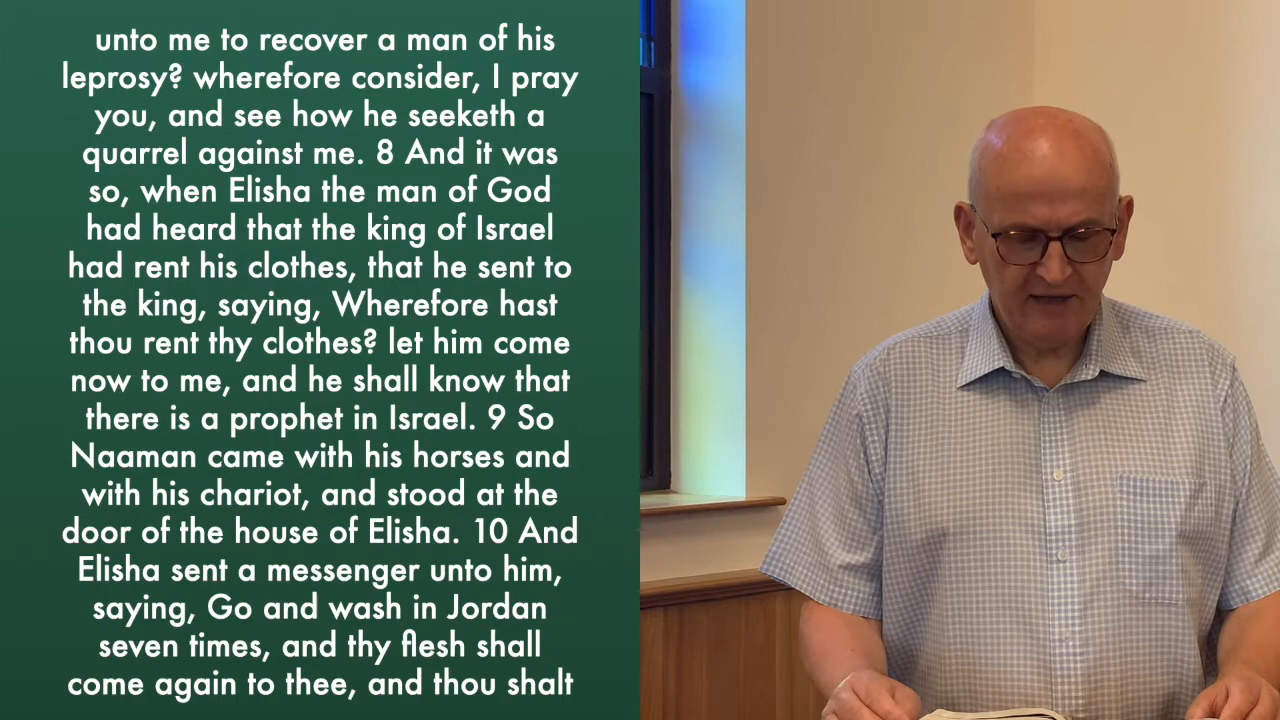 unto me to recover a man of his
leprosy? wherefore consider, I pray
you, and see how he seeketh a
quarrel against me. 8 And it was
so, when Elisha the man of God
had heard that the king of Israel
had rent his clothes, that he sent to
the king, saying, Wherefore hast
thou rent thy clothes? let him come
now to me, and he shall know that
there is a prophet in Israel. 9 So
Naaman came with his horses and
with his chariot, and stood at the
door of the house of Elisha. 10 And
Elisha sent a messenger unto him,
saying, Go and wash in Jordan
seven times, and thy flesh shall
come again to thee, and thou shalt